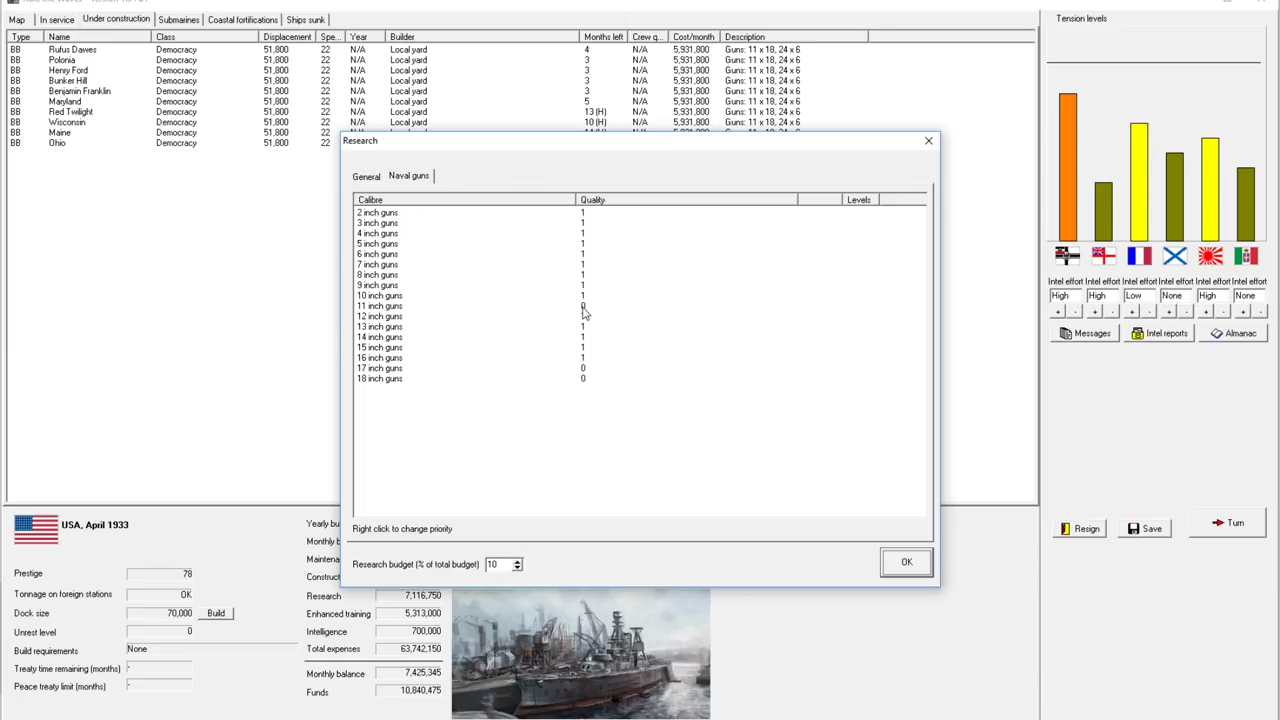 Map In service Under construction Submarines Coastal fortifications Ships sunk
Type Name Class Displacement Spe... Year Builder Months left Crew q... Cost/month Description
BB Rufus Dawes Democracy 51,800 22 N/A Local yard 4 N/A 5,931,800 Guns: 11 x 18, 24 x 6
BB Polonia Democracy 51,800 22 N/A Local yard 3 N/A 5,931,800 Guns: 11 x 18, 24 x 6
BB Henry Ford Democracy 51,800 22 N/A Local yard 3 N/A 5,931,800 Guns: 11 x 18, 24 x 6
BB Bunker Hill Democracy 51,800 22 N/A Local yard 3 N/A 5,931,800 Guns: 11 x 18, 24 x 6
BB Benjamin Franklin Democracy 51,800 22 N/A Local yard 3 N/A 5,931,800 Guns: 11 x 18, 24 x 6
BB Maryland Democracy 51,800 22 N/A Local yard 5 N/A 5,931,800 Guns: 11 x 18, 24 x 6
BB Red Twilight Democracy 51,800 22 N/A Local yard 13 (H) N/A 5,931,800 Guns: 11 x 18, 24 x 6
BB Wisconsin Democracy 51,800 22 N/A Local yard 10 (H) N/A 5,931,800 Guns: 11 x 18, 24 x 6
BB Maine Democracy 51,800 22
BB Ohio Democracy 51,800 22
Research
General Naval guns
Calibre Quality Levels
2 inch guns 1
3 inch guns 1
4 inch guns 1
5 inch guns 1
6 inch guns 1
7 inch guns 1
8 inch guns 1
9 inch guns 1
10 inch guns 1
11 inch guns 0
12 inch guns
13 inch guns 1
14 inch guns 1
15 inch guns 1
16 inch guns 1
17 inch guns 0
18 inch guns 0
Right click to change priority
Research budget (% of total budget) 10
OK
Tension levels
Intel effort Intel effort Intel effort Intel effort Intel effort Intel effort
High High Low None High None
+ - + - + - + - + - + -
Messages Intel reports Almanac
Resign Save Turn
USA, April 1933
Prestige 78
Tonnage on foreign stations OK
Dock size 70,000 Build
Unrest level 0
Build requirements None
Treaty time remaining (months) -
Peace treaty limit (months) -
Yearly bu
Monthly b
Maintena
Construct
Research 7,116,750
Enhanced training 5,313,000
Intelligence 700,000
Total expenses 63,742,150
Monthly balance 7,425,345
Funds 10,840,475